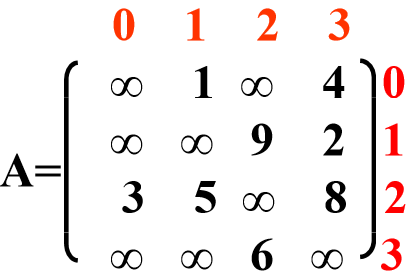 0 1 2 3
∞ 1 ∞ 4 0
∞ ∞ 9 2 1
A=
3 5 ∞ 8 2
∞ ∞ 6 ∞ 3